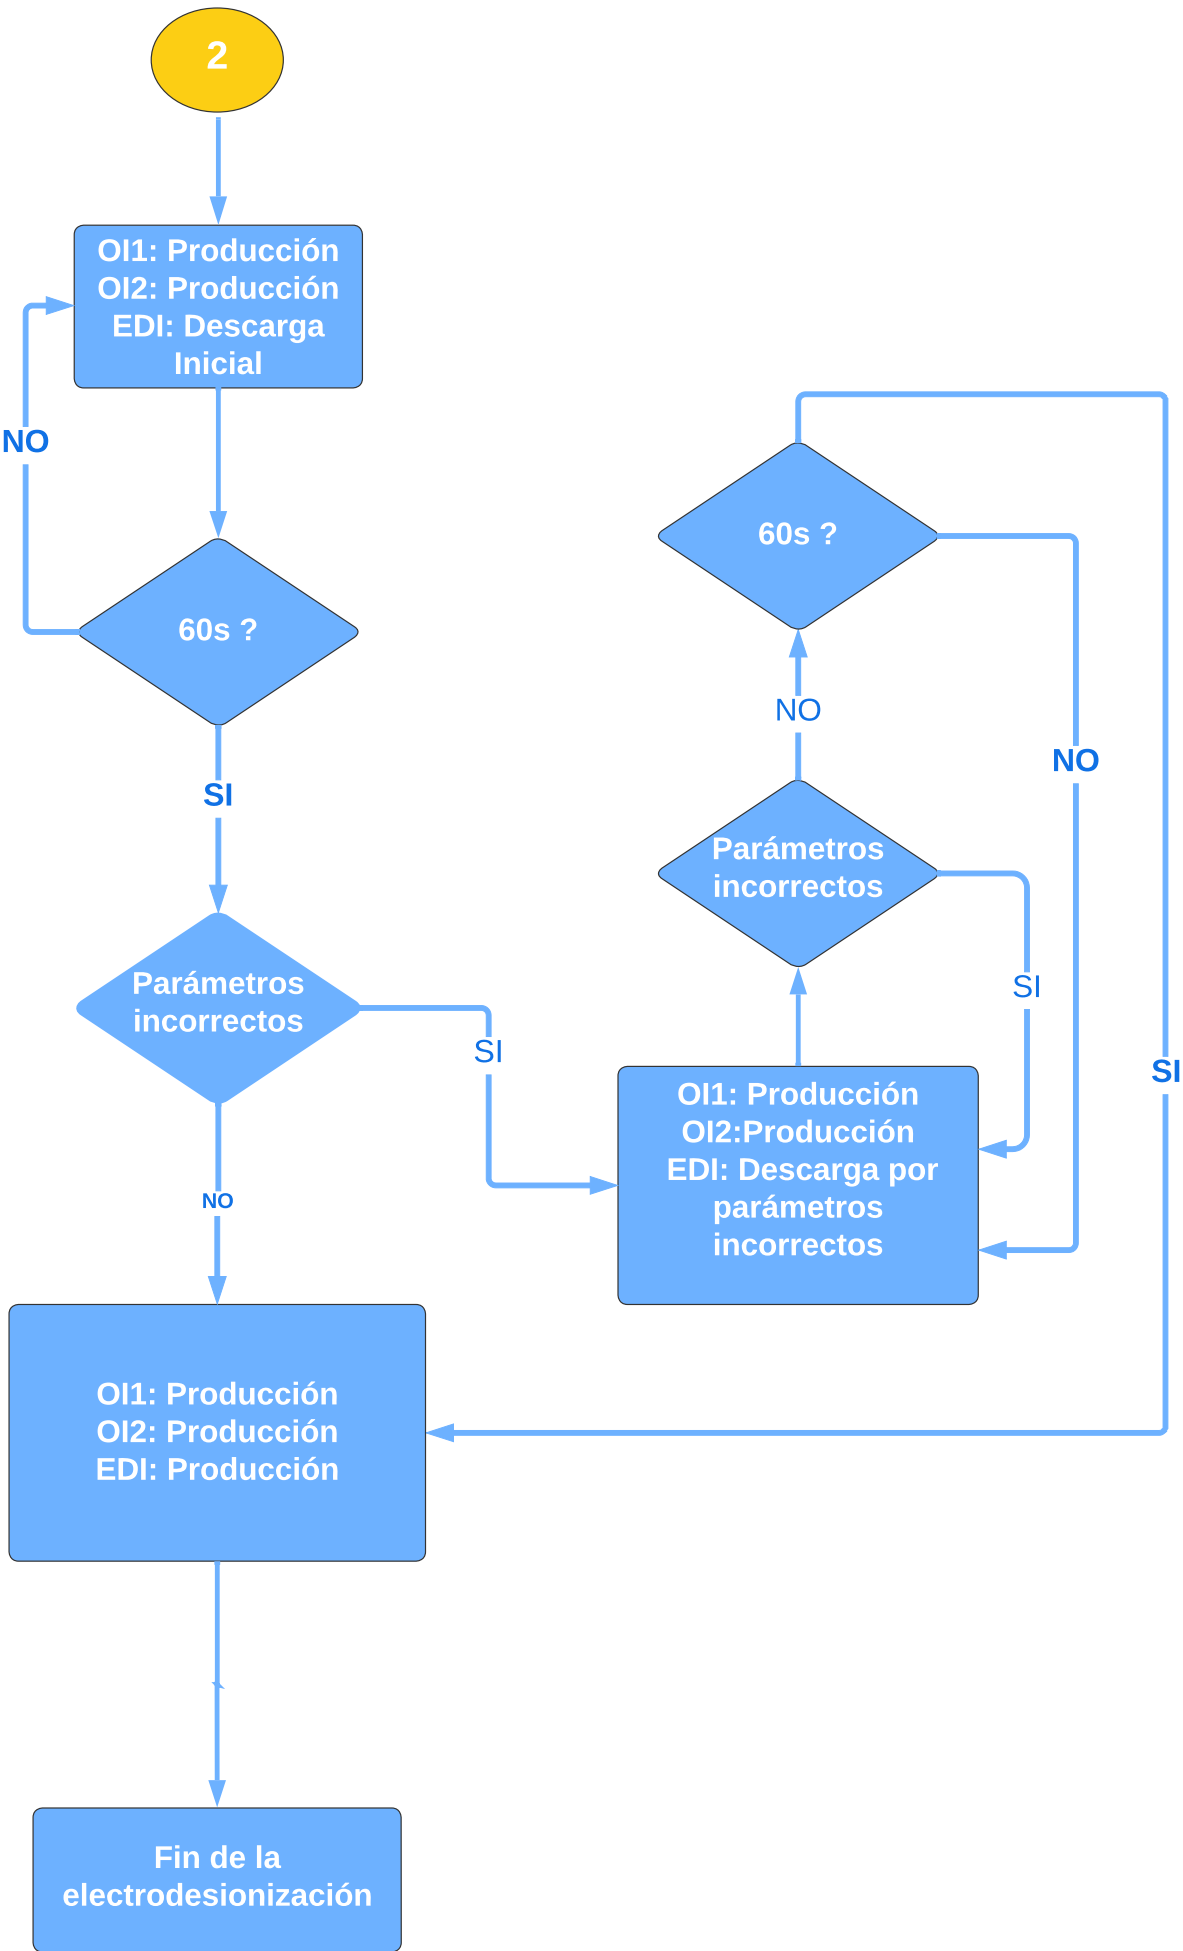 2
OI1: Producción
OI2: Producción
EDI: Descarga
Inicial
NO
60s ?
SI
Parámetros
incorrectos
SI
NO
OI1: Producción
OI2: Producción
EDI: Producción
Fin de la
electrodesionización
60s ?
NO
NO
Parámetros
incorrectos
SI
SI
OI1: Producción
OI2:Producción
EDI: Descarga por
parámetros
incorrectos